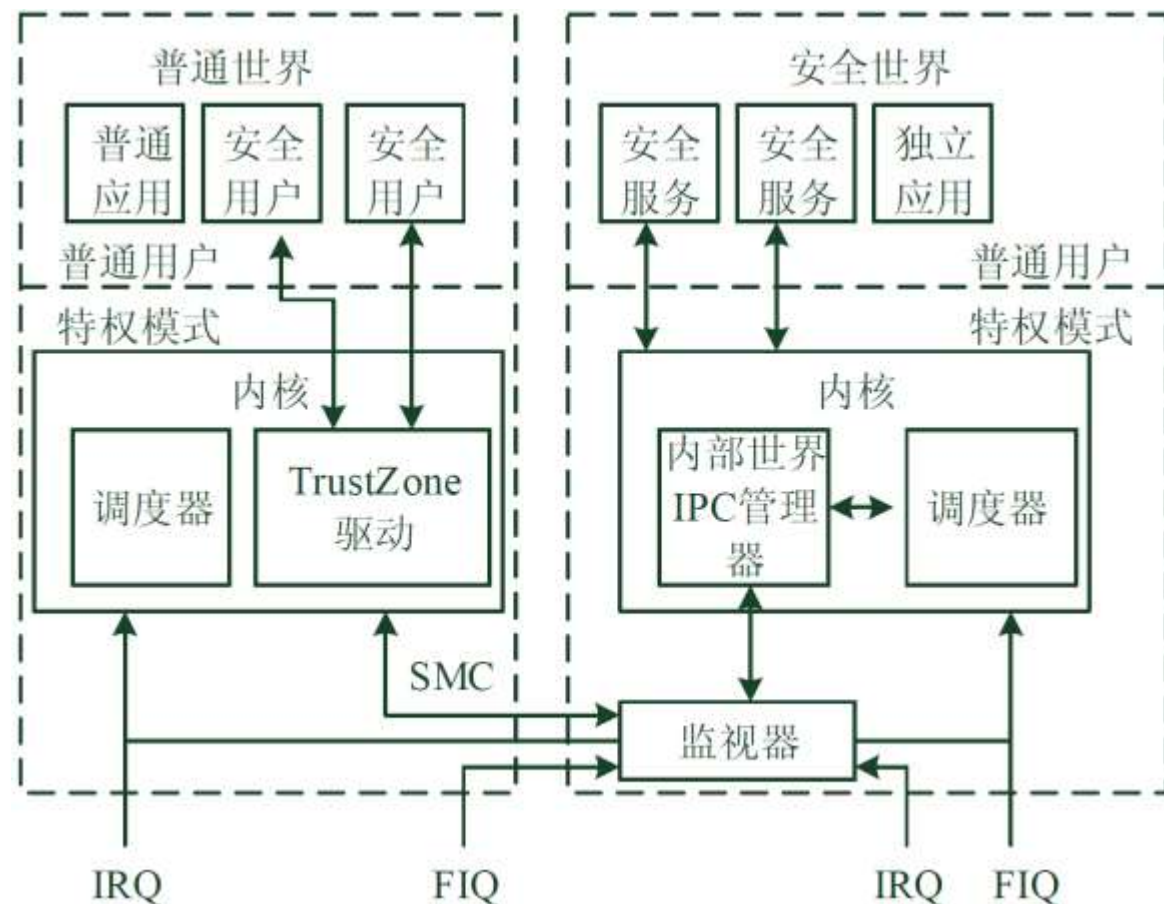 普通世界
普通
应用
安全
用户
安全
用户
普通用户
特权模式
内核
调度器
TrustZone
驱动
SMC
安全世界
安全
服务
安全
服务
独立
应用
普通用户
特权模式
内核
内部世界
IPC管理
器
调度器
监视器
IRQ
FIQ
IRQ
FIQ